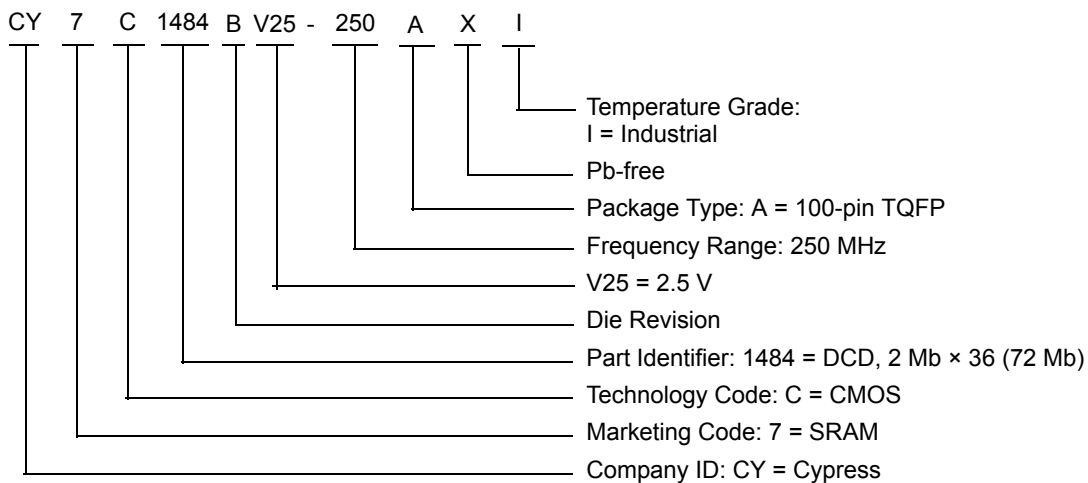 CY 7 C 1484 B V25 - 250 A X I
Temperature Grade:
I = Industrial
Pb-free
Package Type: A = 100-pin TQFP
Frequency Range: 250 MHz
V25 = 2.5 V
Die Revision
Part Identifier: 1484 = DCD, 2 Mb × 36 (72 Mb)
Technology Code: C = CMOS
Marketing Code: 7 = SRAM
Company ID: CY = Cypress